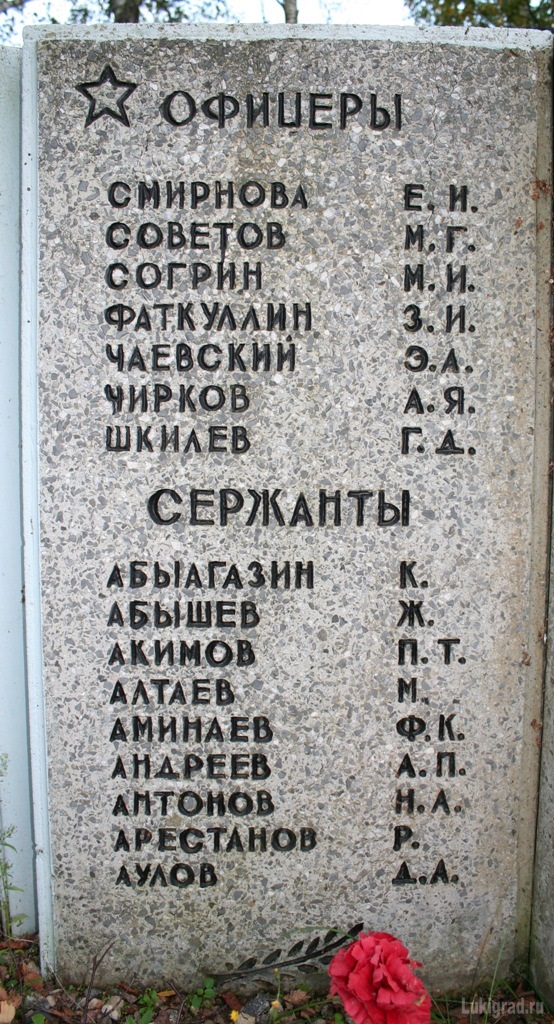 ОФИЦЕРЫ
СМИРНОВА Е. И.
СОВЕТОВ М. Г.
СОГРИН М. И.
ФАТКУЛЛИН З. И.
ЧАЕВСКИЙ Э. А.
ЧИРКОВ А. Я.
ШКИЛЕВ Г. Д.
СЕРЖАНТЫ
АБЫАГАЗИН К.
АБЫШЕВ Ж.
АКИМОВ П. Т.
АЛТАЕВ М.
АМИНАЕВ Ф. К.
АНДРЕЕВ А. П.
АНТОНОВ Н. А.
АРЕСТАНОВ Р.
АУЛОВ Д. А.
Lukigrad.ru